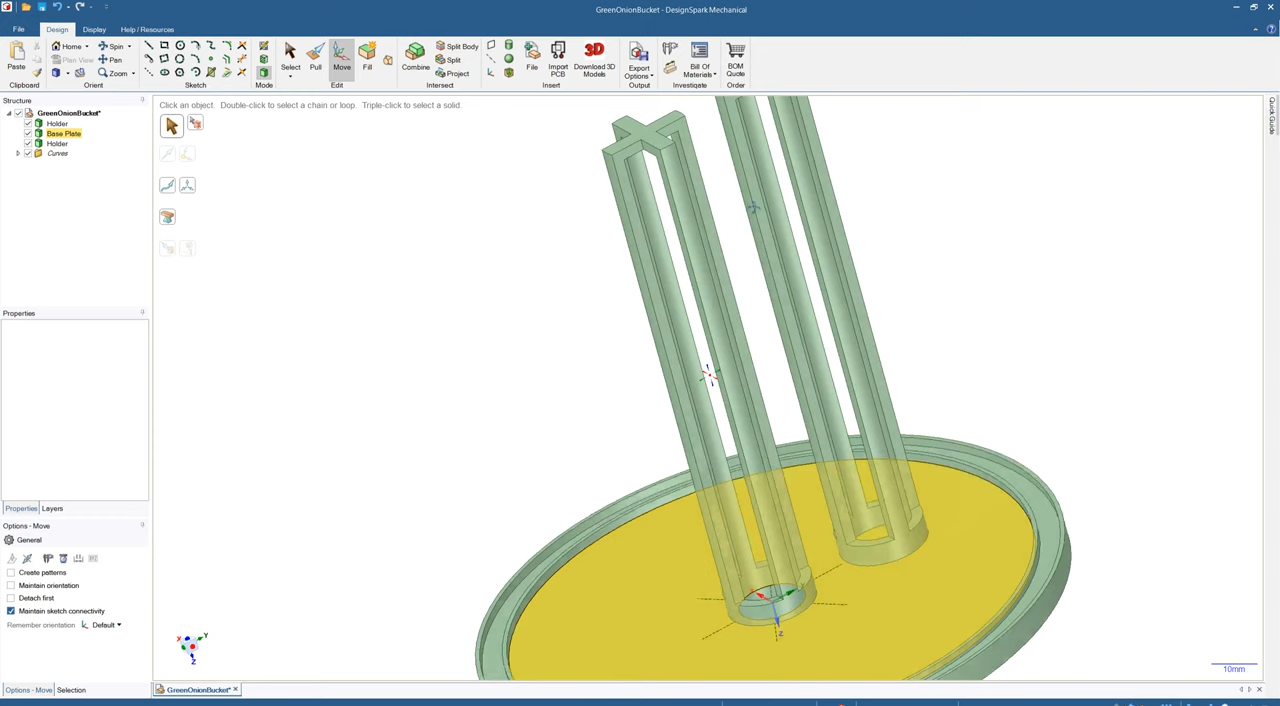 GreenOnionBucket - DesignSpark Mechanical
File Design Display Help / Resources
Paste
Home Spin
Plan View Pan
Zoom
Select Pull Move Fill
Combine
Split Body
Split
Project
File
Import PCB
Download 3D Models
3D
Export Options
Bill Of Materials
BOM Quote
Clipboard Orient Sketch Mode Edit Intersect Insert Output Investigate Order
Structure
Click an object. Double-click to select a chain or loop. Triple-click to select a solid.
Quick Guide
GreenOnionBucket*
Holder
Base Plate
Holder
Curves
Properties
Properties Layers
Options - Move
General
Create patterns
Maintain orientation
Detach first
Maintain sketch connectivity
Remember orientation Default
X Y
Z
Z
10mm
Options - Move Selection GreenOnionBucket*